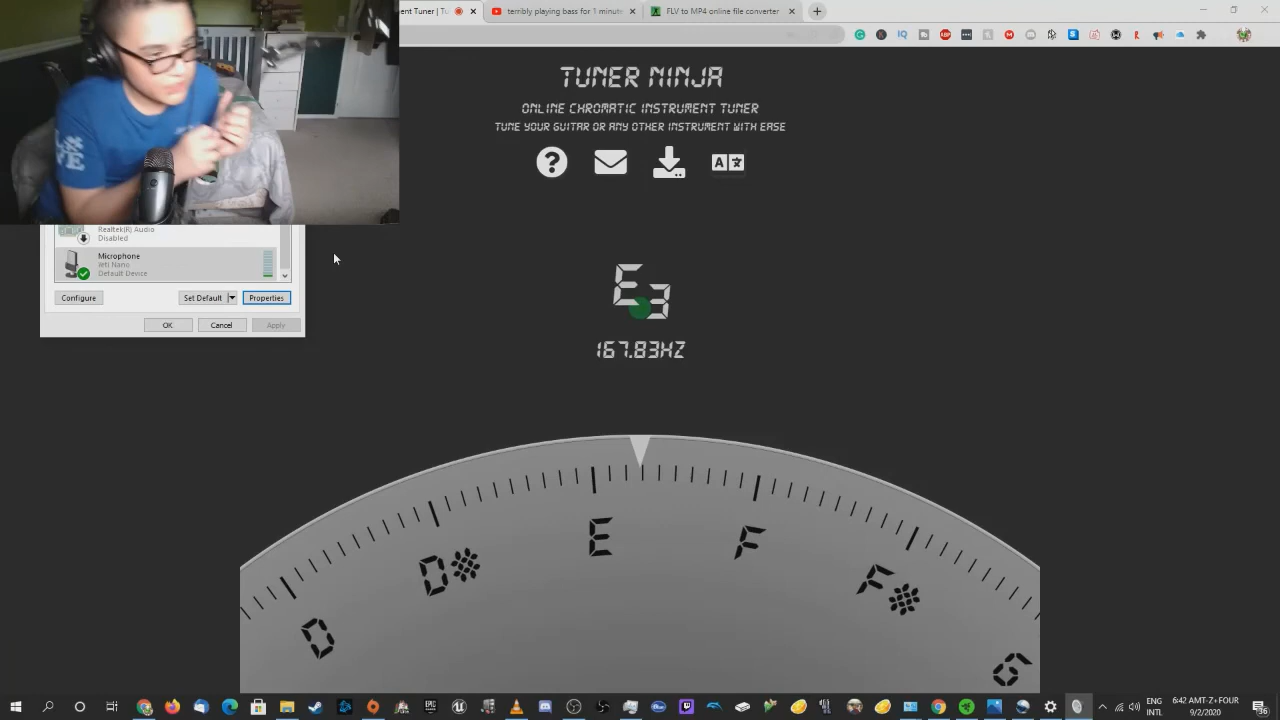 ent Tuner | Tu
terribly playing bass for 1 minute
FLV to MP4 online file converter
TUNER NINJA
ONLINE CHROMATIC INSTRUMENT TUNER
TUNE YOUR GUITAR OR ANY OTHER INSTRUMENT WITH EASE
Realtek(R) Audio
Disabled
Microphone
Yeti Nano
Default Device
Configure
Set Default
Properties
OK
Cancel
Apply
E3
167.83HZ
D
D#
E
F
F#
G
ENG
INTL
6:42 AMT-Z+FOUR
9/2/2020